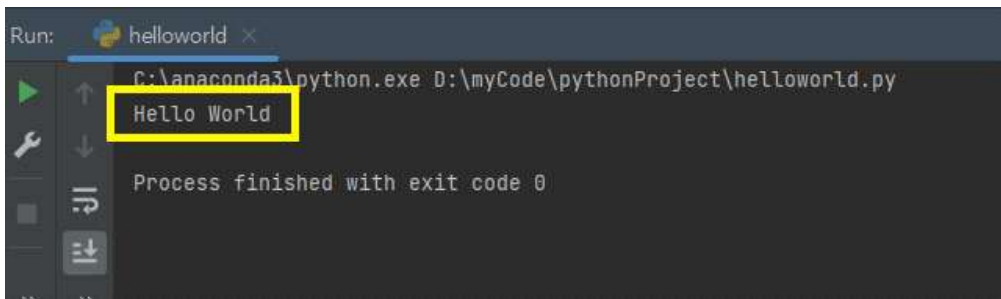 Run: helloworld
C:\anaconda3\python.exe D:\myCode\pythonProject\helloworld.py
Hello World
Process finished with exit code 0